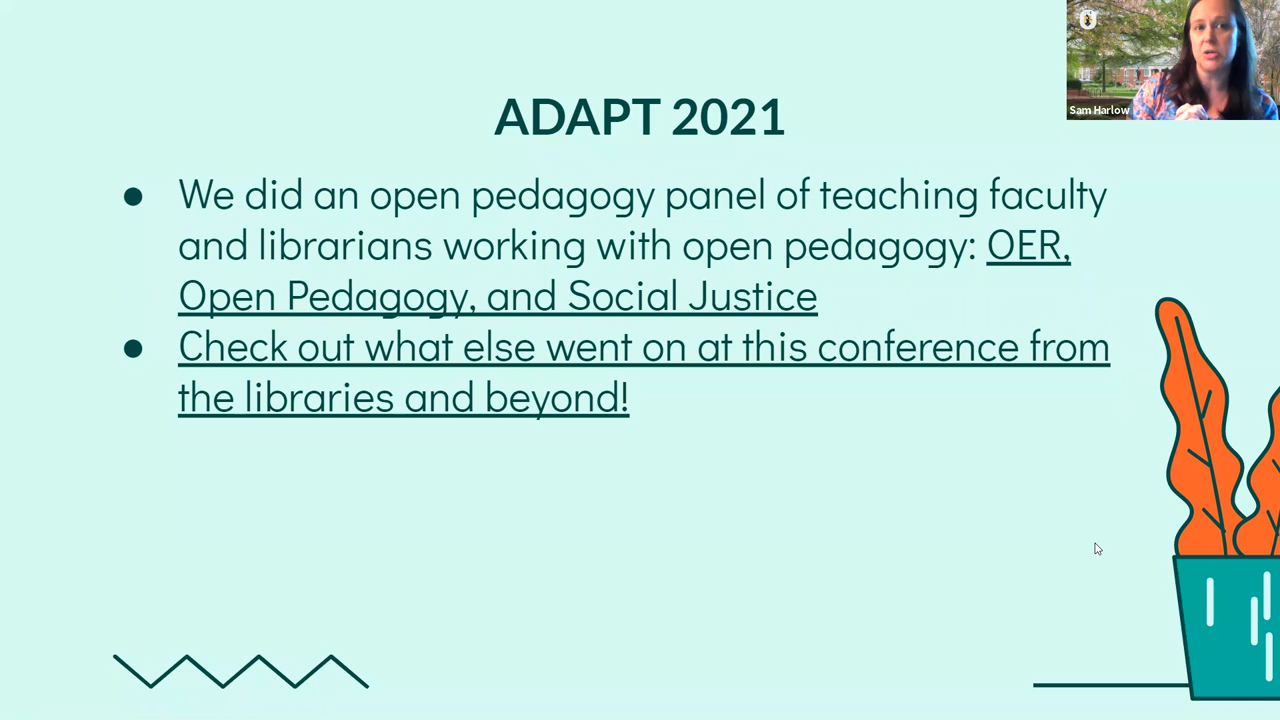 Sam Harlow
ADAPT 2021
● We did an open pedagogy panel of teaching faculty
and librarians working with open pedagogy: OER,
Open Pedagogy, and Social Justice
● Check out what else went on at this conference from
the libraries and beyond!